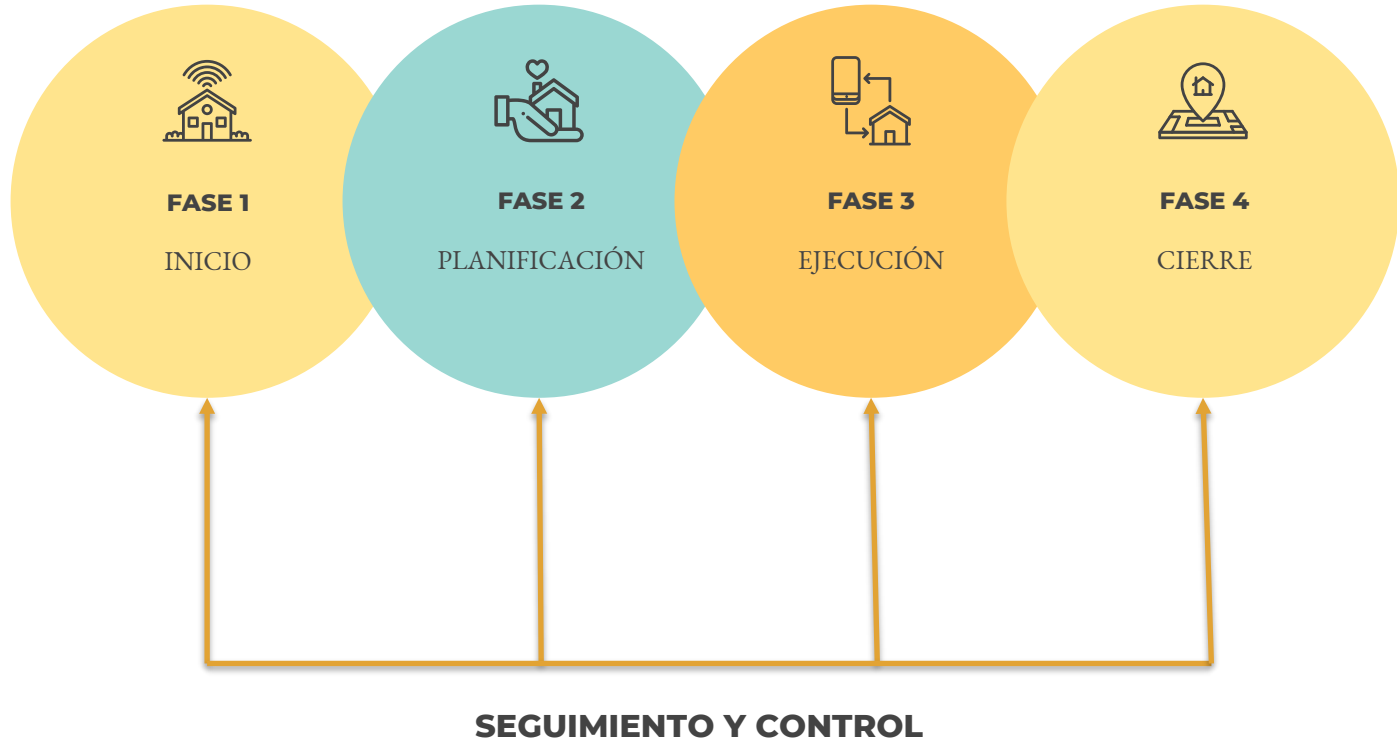 FASE 1
INICIO
FASE 2
PLANIFICACIÓN
FASE 3
EJECUCIÓN
FASE 4
CIERRE
SEGUIMIENTO Y CONTROL